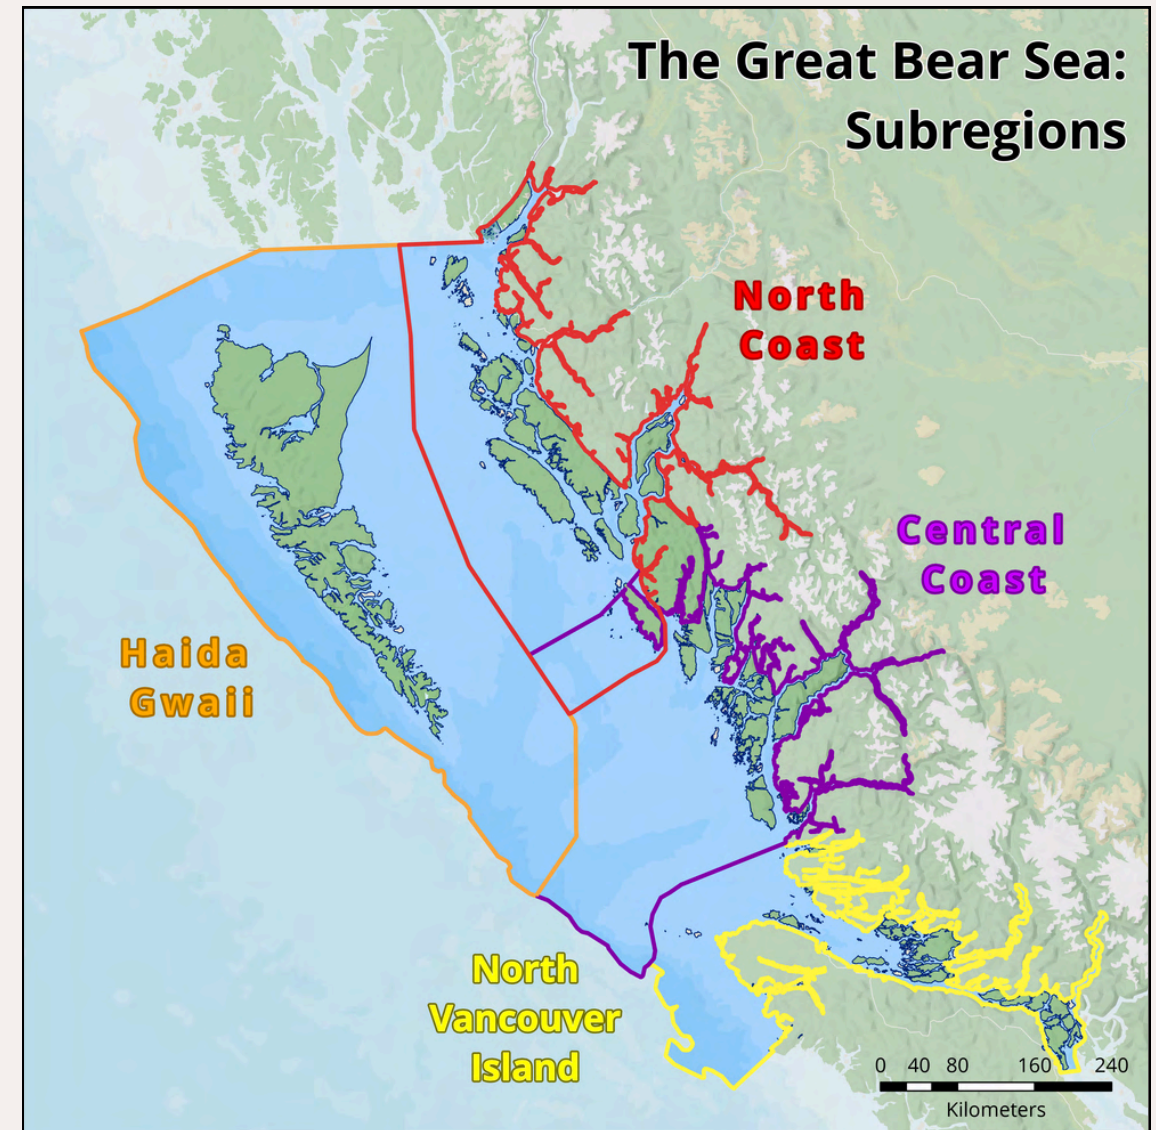 The Great Bear Sea:
Subregions
North
Coast
Central
Coast
Haida
Gwaii
North
Vancouver
Island
0 40 80 160 240
Kilometers